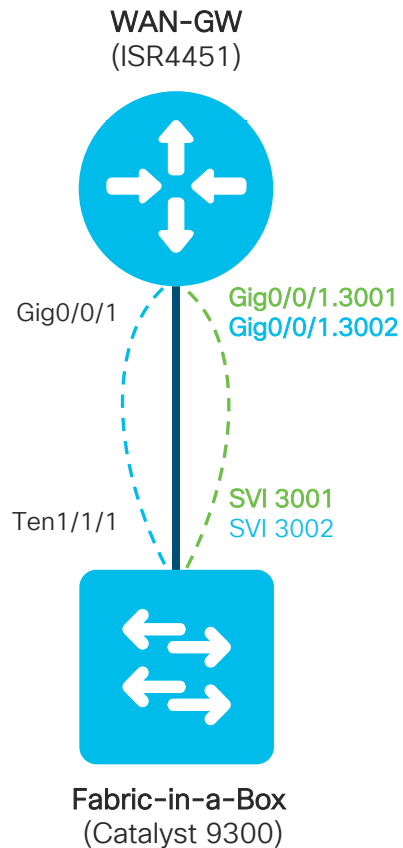 WAN-GW
(ISR4451)
Gig0/0/1
Gig0/0/1.3001
Gig0/0/1.3002
Ten1/1/1
SVI 3001
SVI 3002
Fabric-in-a-Box
(Catalyst 9300)